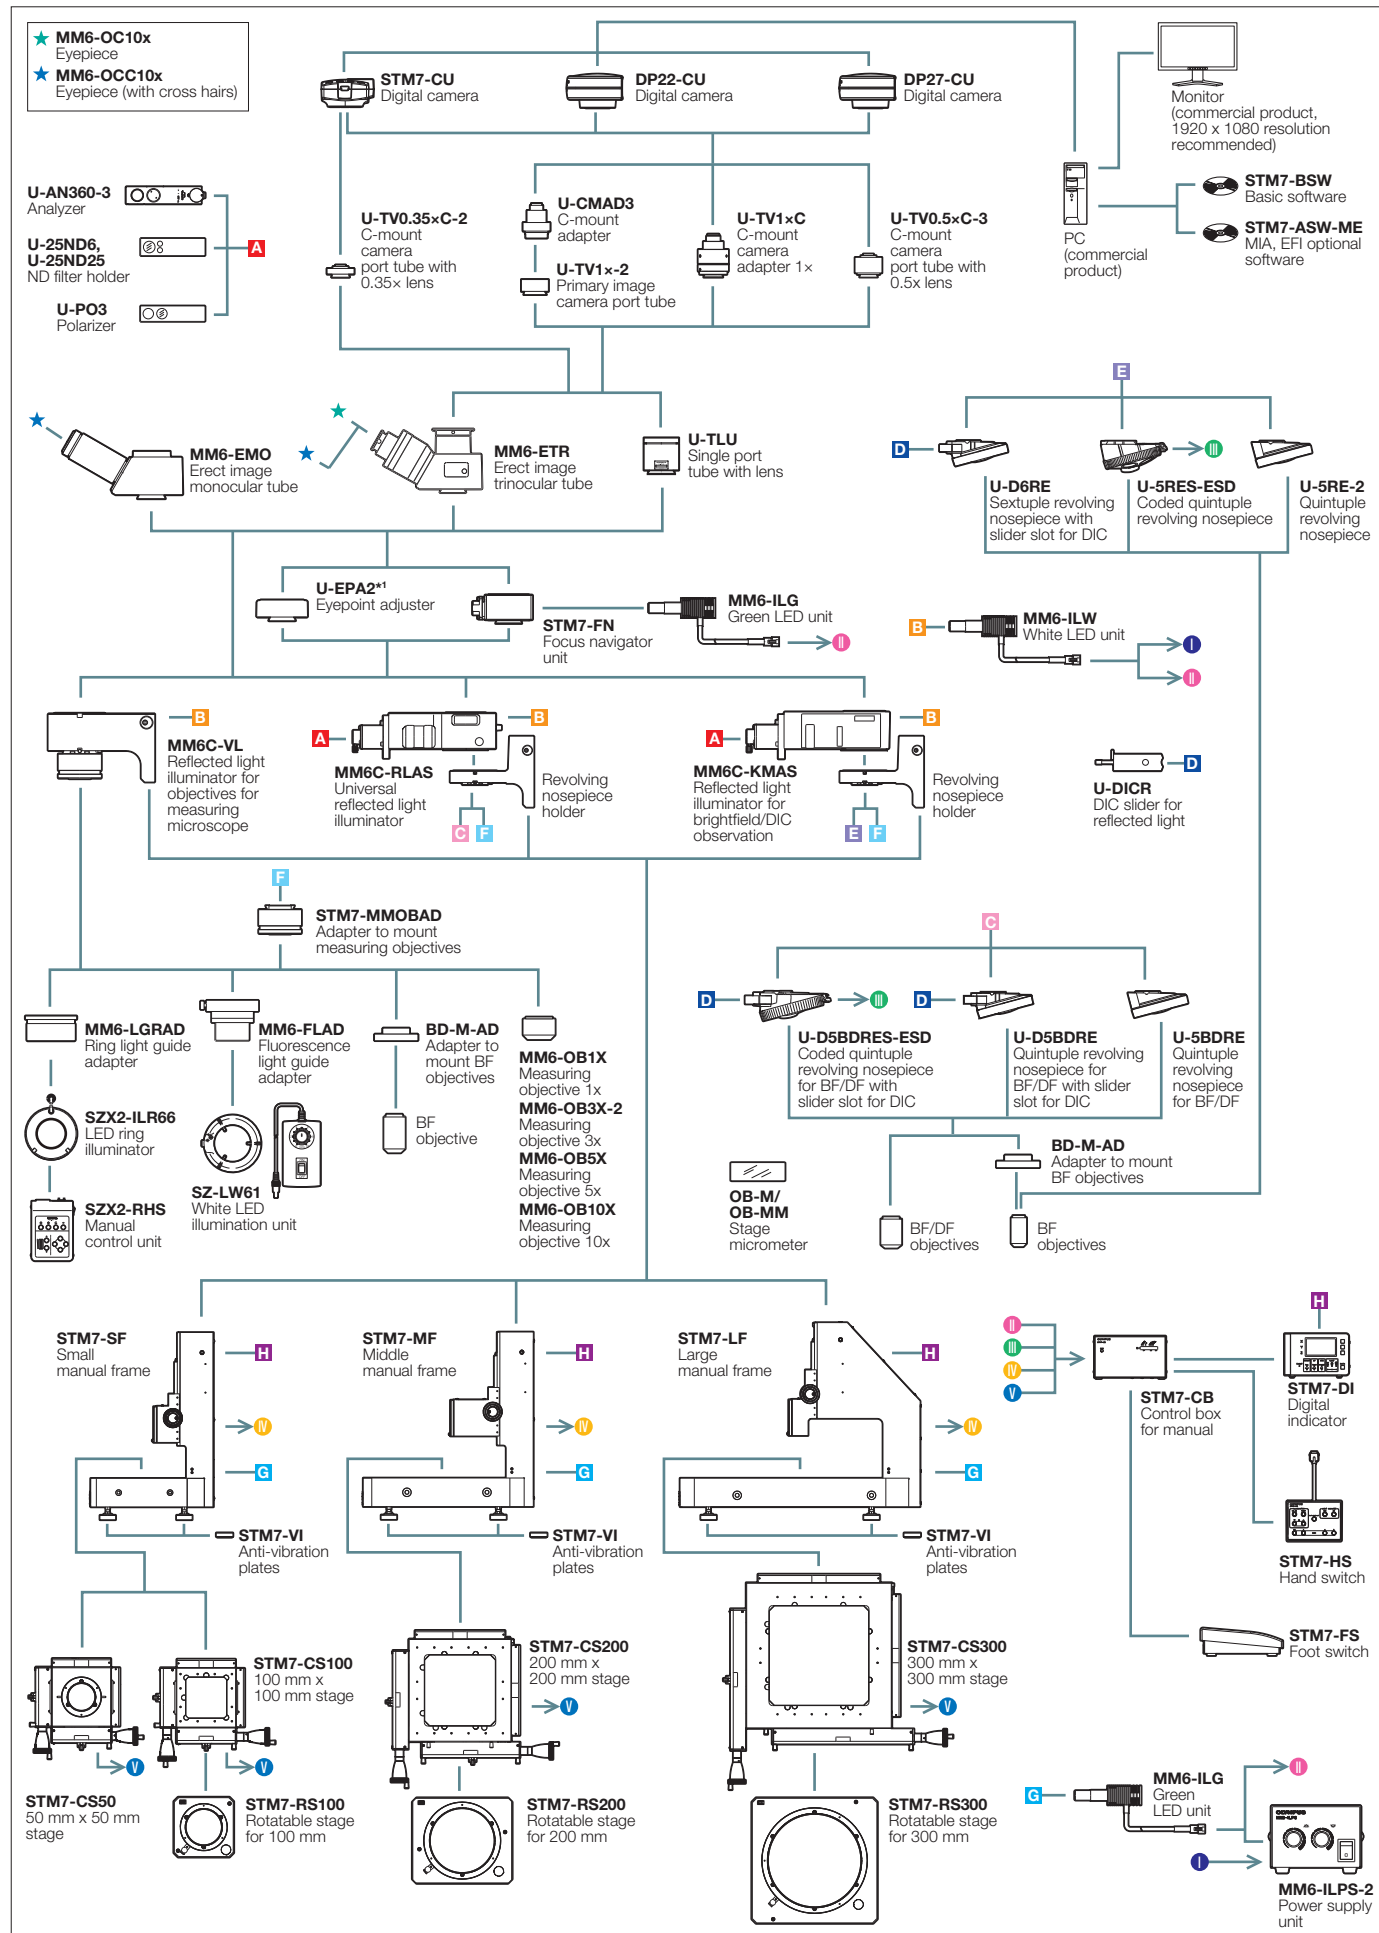 MM6-OC10x
Eyepiece
MM6-OCC10x
Eyepiece (with cross hairs)
STM7-CU
Digital camera
DP22-CU
Digital camera
DP27-CU
Digital camera
Monitor
(commercial product,
1920 x 1080 resolution
recommended)
U-AN360-3
Analyzer
U-25ND6,
U-25ND25
ND filter holder
U-PO3
Polarizer
A
U-TV0.35×C-2
C-mount
camera
port tube with
0.35× lens
U-CMAD3
C-mount
adapter
U-TV1×-2
Primary image
camera port tube
U-TV1×C
C-mount
camera
adapter 1×
U-TV0.5×C-3
C-mount
camera
port tube with
0.5x lens
PC
(commercial
product)
STM7-BSW
Basic software
STM7-ASW-ME
MIA, EFI optional
software
MM6-EMO
Erect image
monocular tube
MM6-ETR
Erect image
trinocular tube
U-TLU
Single port
tube with lens
E
D
III
U-D6RE
Sextuple revolving
nosepiece with
slider slot for DIC
U-5RES-ESD
Coded quintuple
revolving nosepiece
U-5RE-2
Quintuple
revolving
nosepiece
U-EPA2*1
Eyepoint adjuster
STM7-FN
Focus navigator
unit
MM6-ILG
Green LED unit
II
B
MM6-ILW
White LED unit
I
II
B
MM6C-VL
Reflected light
illuminator for
objectives for
measuring
microscope
A
B
MM6C-RLAS
Universal
reflected light
illuminator
C
F
Revolving
nosepiece
holder
A
B
MM6C-KMAS
Reflected light
illuminator for
brightfield/DIC
observation
E
F
Revolving
nosepiece
holder
D
U-DICR
DIC slider for
reflected light
F
STM7-MMOBAD
Adapter to mount
measuring objectives
MM6-LGRAD
Ring light guide
adapter
MM6-FLAD
Fluorescence
light guide
adapter
BD-M-AD
Adapter to
mount BF
objectives
MM6-OB1X
Measuring
objective 1x
MM6-OB3X-2
Measuring
objective 3x
MM6-OB5X
Measuring
objective 5x
MM6-OB10X
Measuring
objective 10x
SZX2-ILR66
LED ring
illuminator
SZX2-RHS
Manual
control unit
SZ-LW61
White LED
illumination unit
BF
objective
C
D
III
D
U-D5BDRES-ESD
Coded quintuple
revolving nosepiece
for BF/DF with
slider slot for DIC
U-D5BDRE
Quintuple revolving
nosepiece for
BF/DF with slider
slot for DIC
U-5BDRE
Quintuple
revolving
nosepiece
for BF/DF
BD-M-AD
Adapter to mount
BF objectives
OB-M/
OB-MM
Stage
micrometer
BF/DF
objectives
BF
objectives
STM7-SF
Small
manual frame
H
IV
G
STM7-MF
Middle
manual frame
H
IV
G
STM7-LF
Large
manual frame
H
IV
G
II
III
IV
V
STM7-CB
Control box
for manual
H
STM7-DI
Digital
indicator
STM7-HS
Hand switch
STM7-FS
Foot switch
STM7-VI
Anti-vibration
plates
STM7-VI
Anti-vibration
plates
STM7-VI
Anti-vibration
plates
STM7-CS50
50 mm x 50 mm
stage
V
STM7-CS100
100 mm x
100 mm stage
V
STM7-RS100
Rotatable stage
for 100 mm
STM7-CS200
200 mm x
200 mm stage
V
STM7-RS200
Rotatable stage
for 200 mm
STM7-CS300
300 mm x
300 mm stage
V
STM7-RS300
Rotatable stage
for 300 mm
G
MM6-ILG
Green
LED unit
II
I
OLYMPUS
MM6-ILPS-2
Power supply
unit